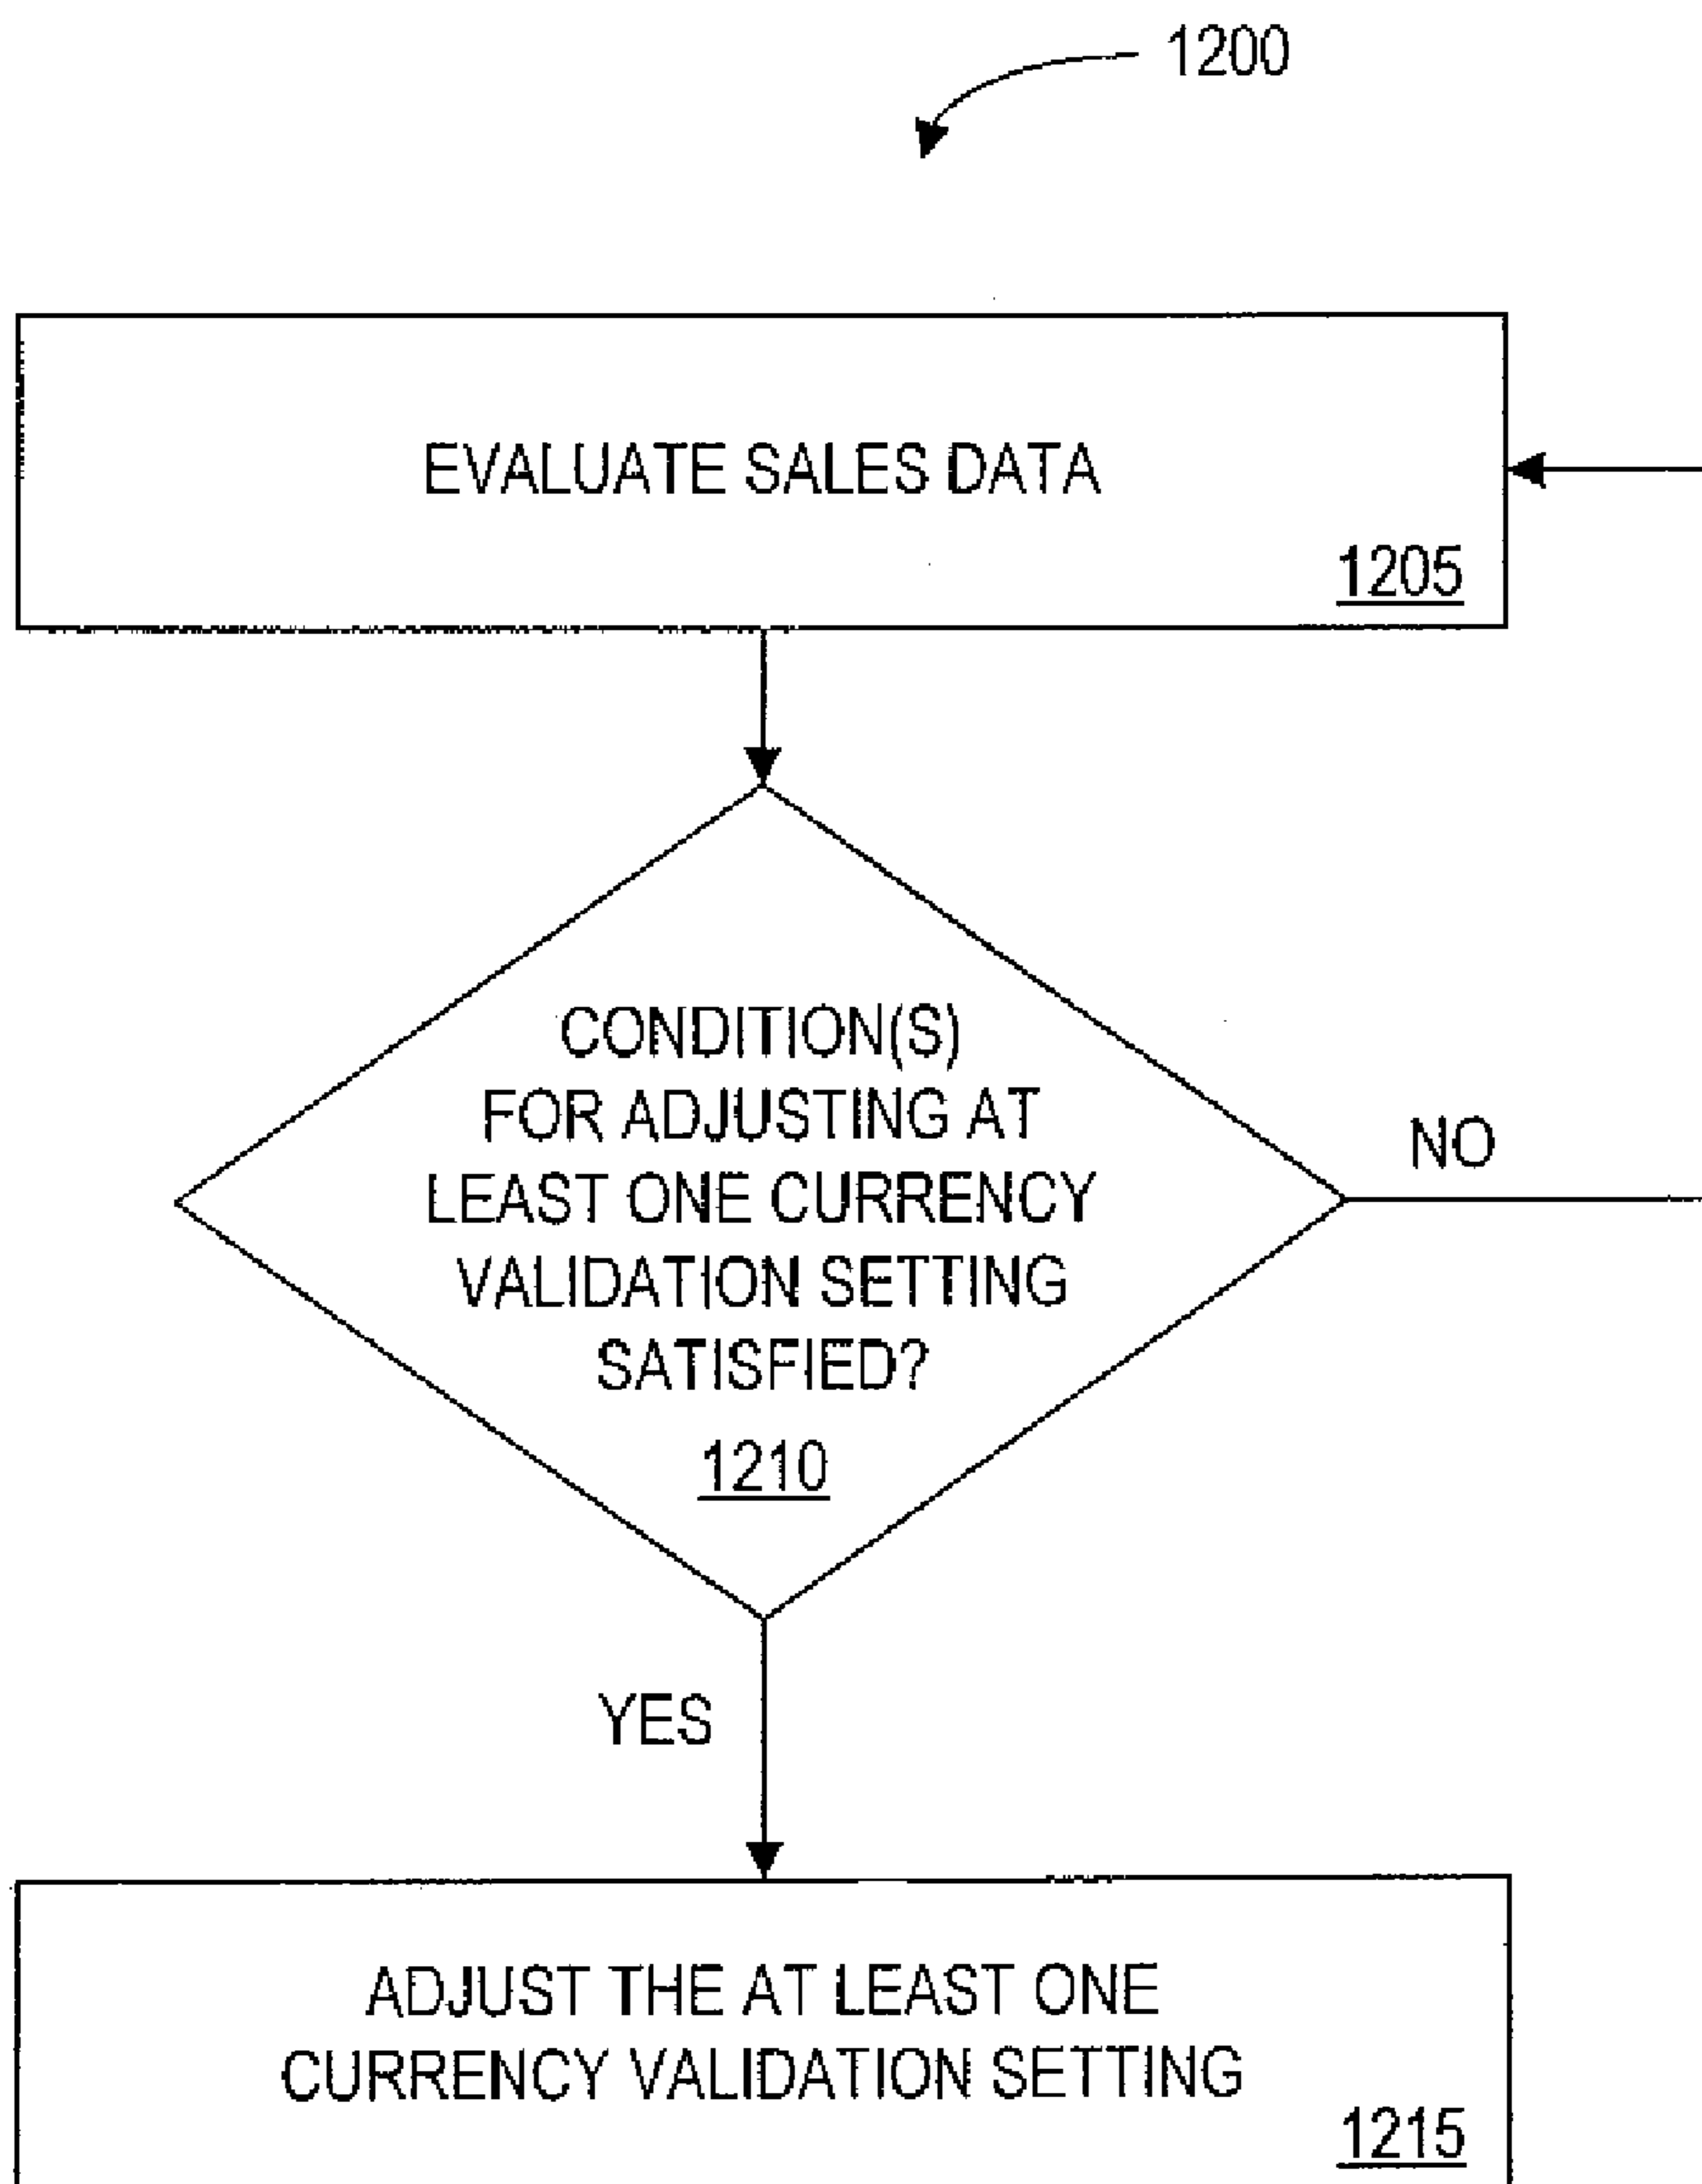 1200
EVALUATE SALES DATA
1205
CONDITION(S)
FOR ADJUSTING AT
LEAST ONE CURRENCY
VALIDATION SETTING
SATISFIED?
1210
NO
YES
ADJUST THE AT LEAST ONE
CURRENCY VALIDATION SETTING
1215